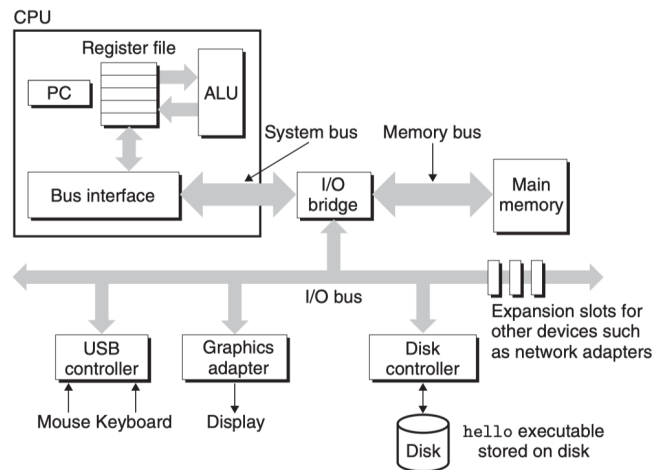 CPU
Register file
PC
ALU
System bus
Memory bus
Bus interface
I/O
bridge
Main
memory
I/O bus
Expansion slots for
other devices such
as network adapters
USB
controller
Graphics
adapter
Disk
controller
Mouse Keyboard
Display
Disk
hello executable
stored on disk